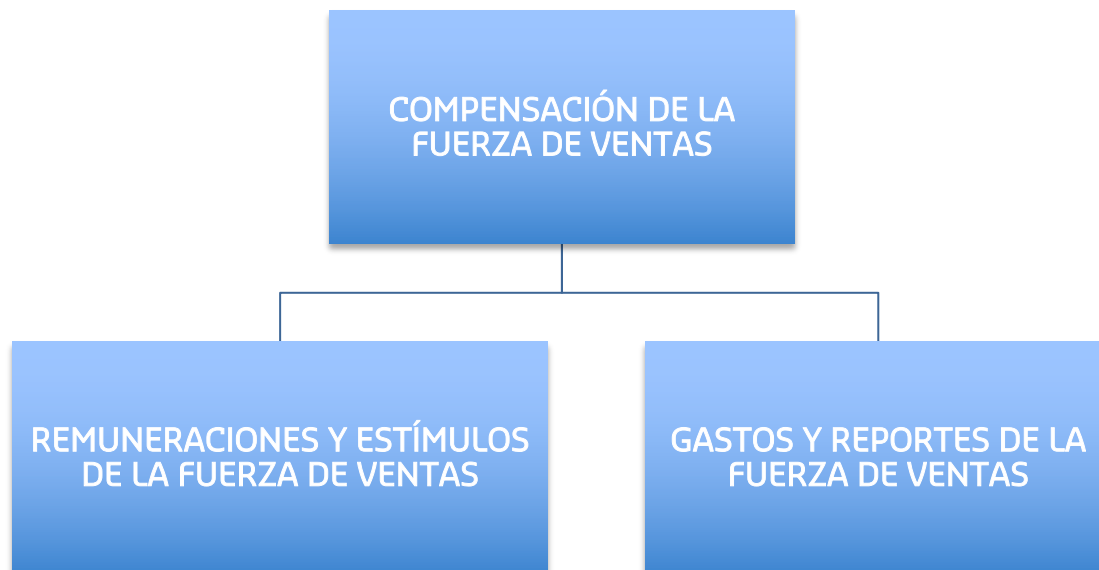 COMPENSACIÓN DE LA
FUERZA DE VENTAS
REMUNERACIONES Y ESTÍMULOS
DE LA FUERZA DE VENTAS
GASTOS Y REPORTES DE LA
FUERZA DE VENTAS